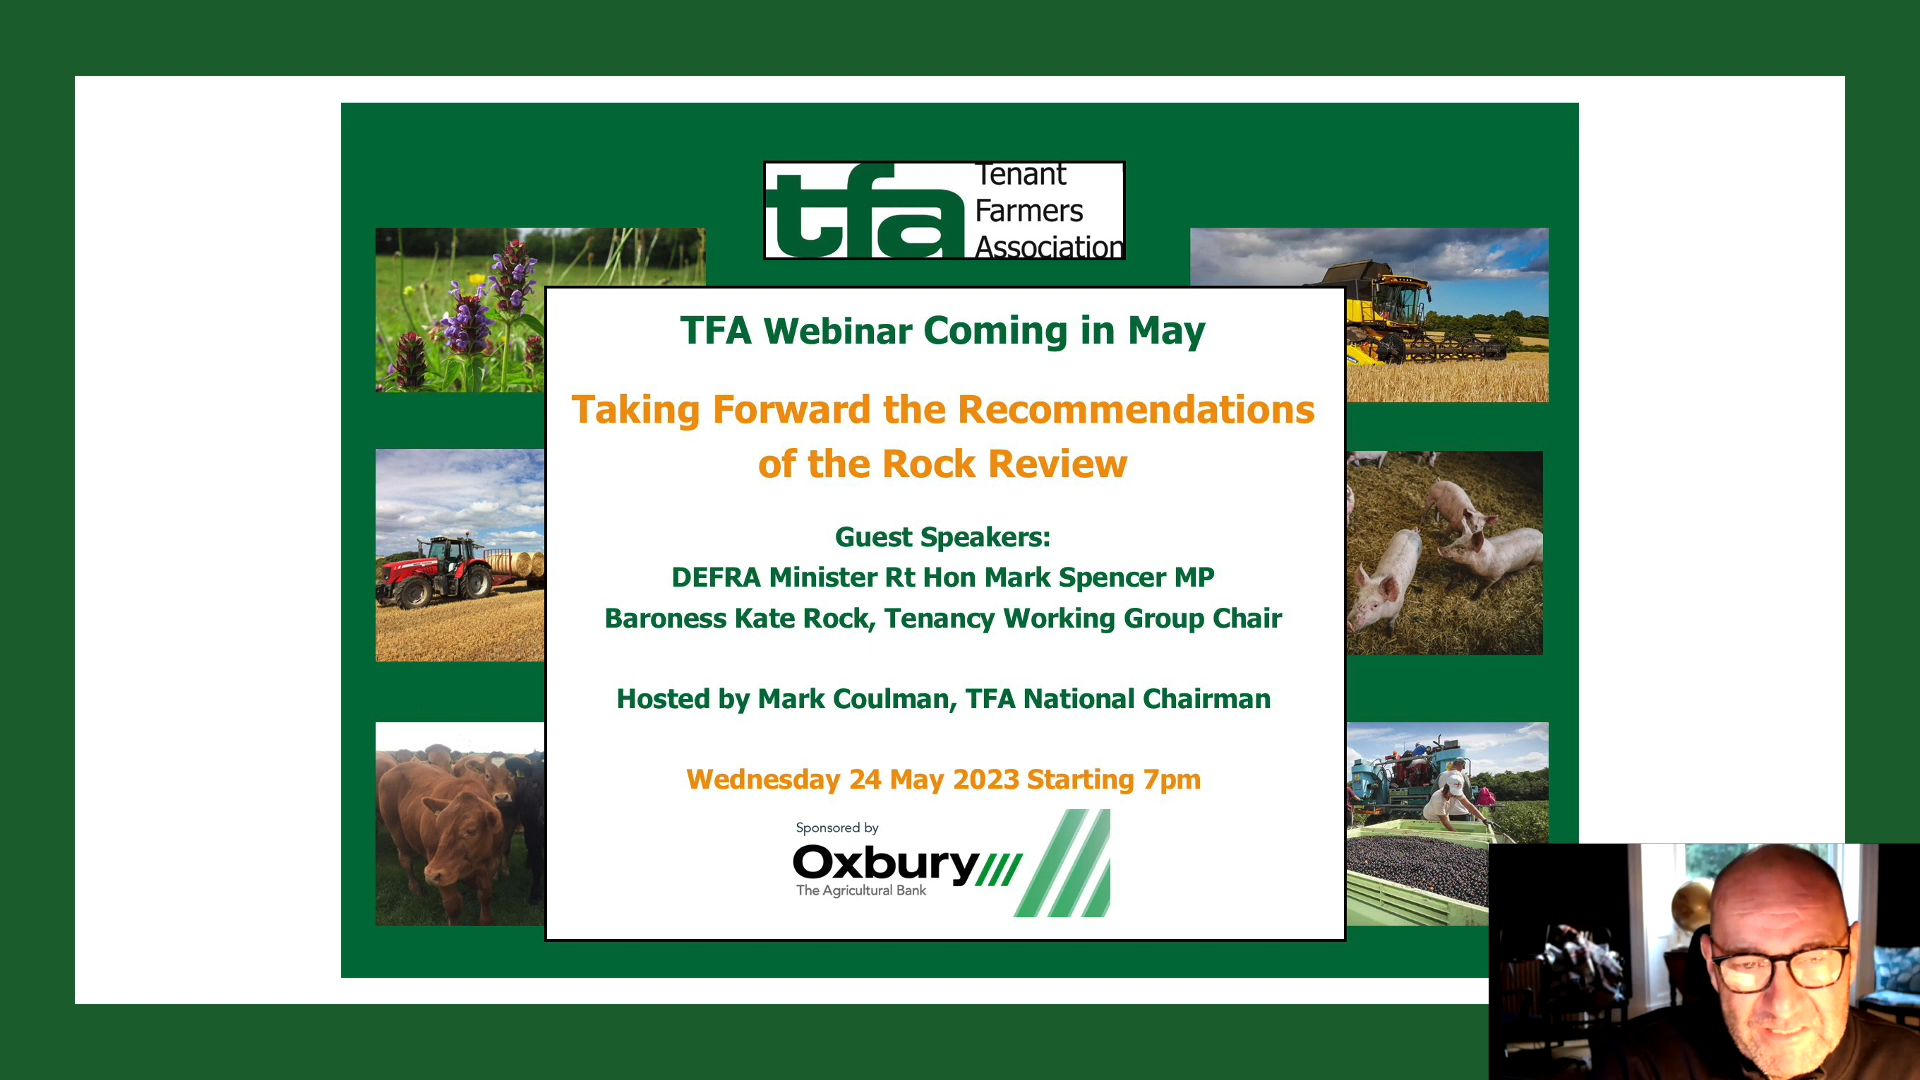 tfa
Tenant
Farmers
Association
TFA Webinar Coming in May
Taking Forward the Recommendations
of the Rock Review
Guest Speakers:
DEFRA Minister Rt Hon Mark Spencer MP
Baroness Kate Rock, Tenancy Working Group Chair
Hosted by Mark Coulman, TFA National Chairman
Wednesday 24 May 2023 Starting 7pm
Sponsored by
Oxbury
The Agricultural Bank